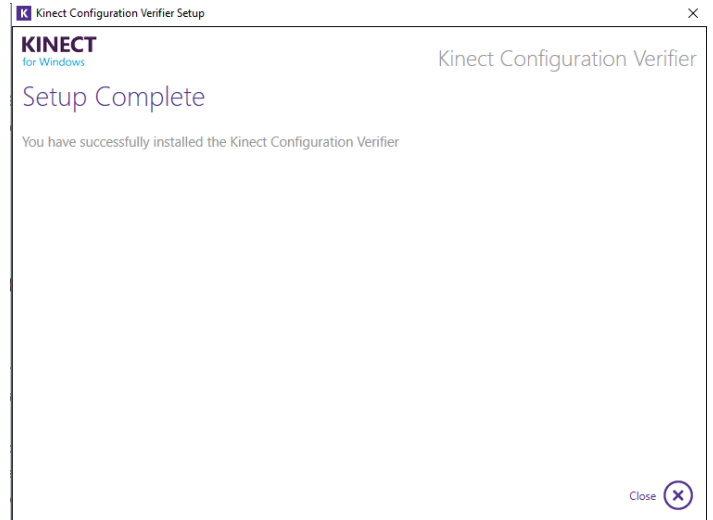 K Kinect Configuration Verifier Setup
KINECT
for Windows
Kinect Configuration Verifier
Setup Complete
You have successfully installed the Kinect Configuration Verifier
Close